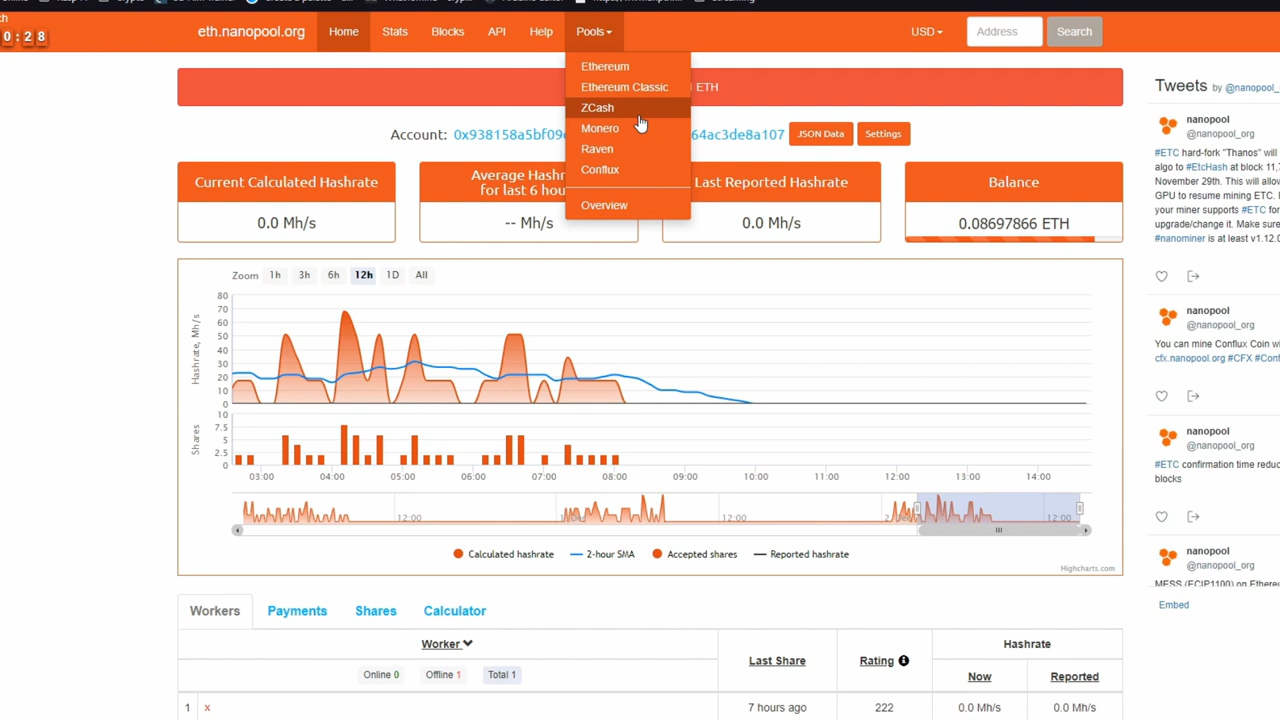 0:28
eth.nanopool.org Home Stats Blocks API Help Pools USD Address Search
Ethereum
Ethereum Classic
ZCash
Monero
Raven
Conflux
Overview
ETH
Account: 0x938158a5bf09 64ac3de8a107 JSON Data Settings
Current Calculated Hashrate
0.0 Mh/s
Average Hashr
for last 6 hou
-- Mh/s
Last Reported Hashrate
0.0 Mh/s
Balance
0.08697866 ETH
Zoom 1h 3h 6h 12h 1D All
Hashrate, Mh/s
80
70
60
50
40
30
20
10
0
Shares
10
7.5
5
2.5
0
03:00 04:00 05:00 06:00 07:00 08:00 09:00 10:00 11:00 12:00 13:00 14:00
12:00 12:00 12:00
Calculated hashrate 2-hour SMA Accepted shares Reported hashrate
Highcharts.com
Workers Payments Shares Calculator
Worker Last Share Rating Hashrate
Online 0 Offline 1 Total 1 Now Reported
1 x 7 hours ago 222 0.0 Mh/s 0.0 Mh/s
Tweets by @nanopool_
nanopool
@nanopool_org
#ETC hard-fork "Thanos" will
algo to #EtcHash at block 11,7
November 29th. This will allow
GPU to resume mining ETC. I
your miner supports #ETC for
upgrade/change it. Make sure
#nanominer is at least v1.12.0
nanopool
@nanopool_org
You can mine Conflux Coin wi
cfx.nanopool.org #CFX #Conf
nanopool
@nanopool_org
#ETC confirmation time reduc
blocks
nanopool
@nanopool_org
MESS (ECIP1100) on Ethereu
Embed